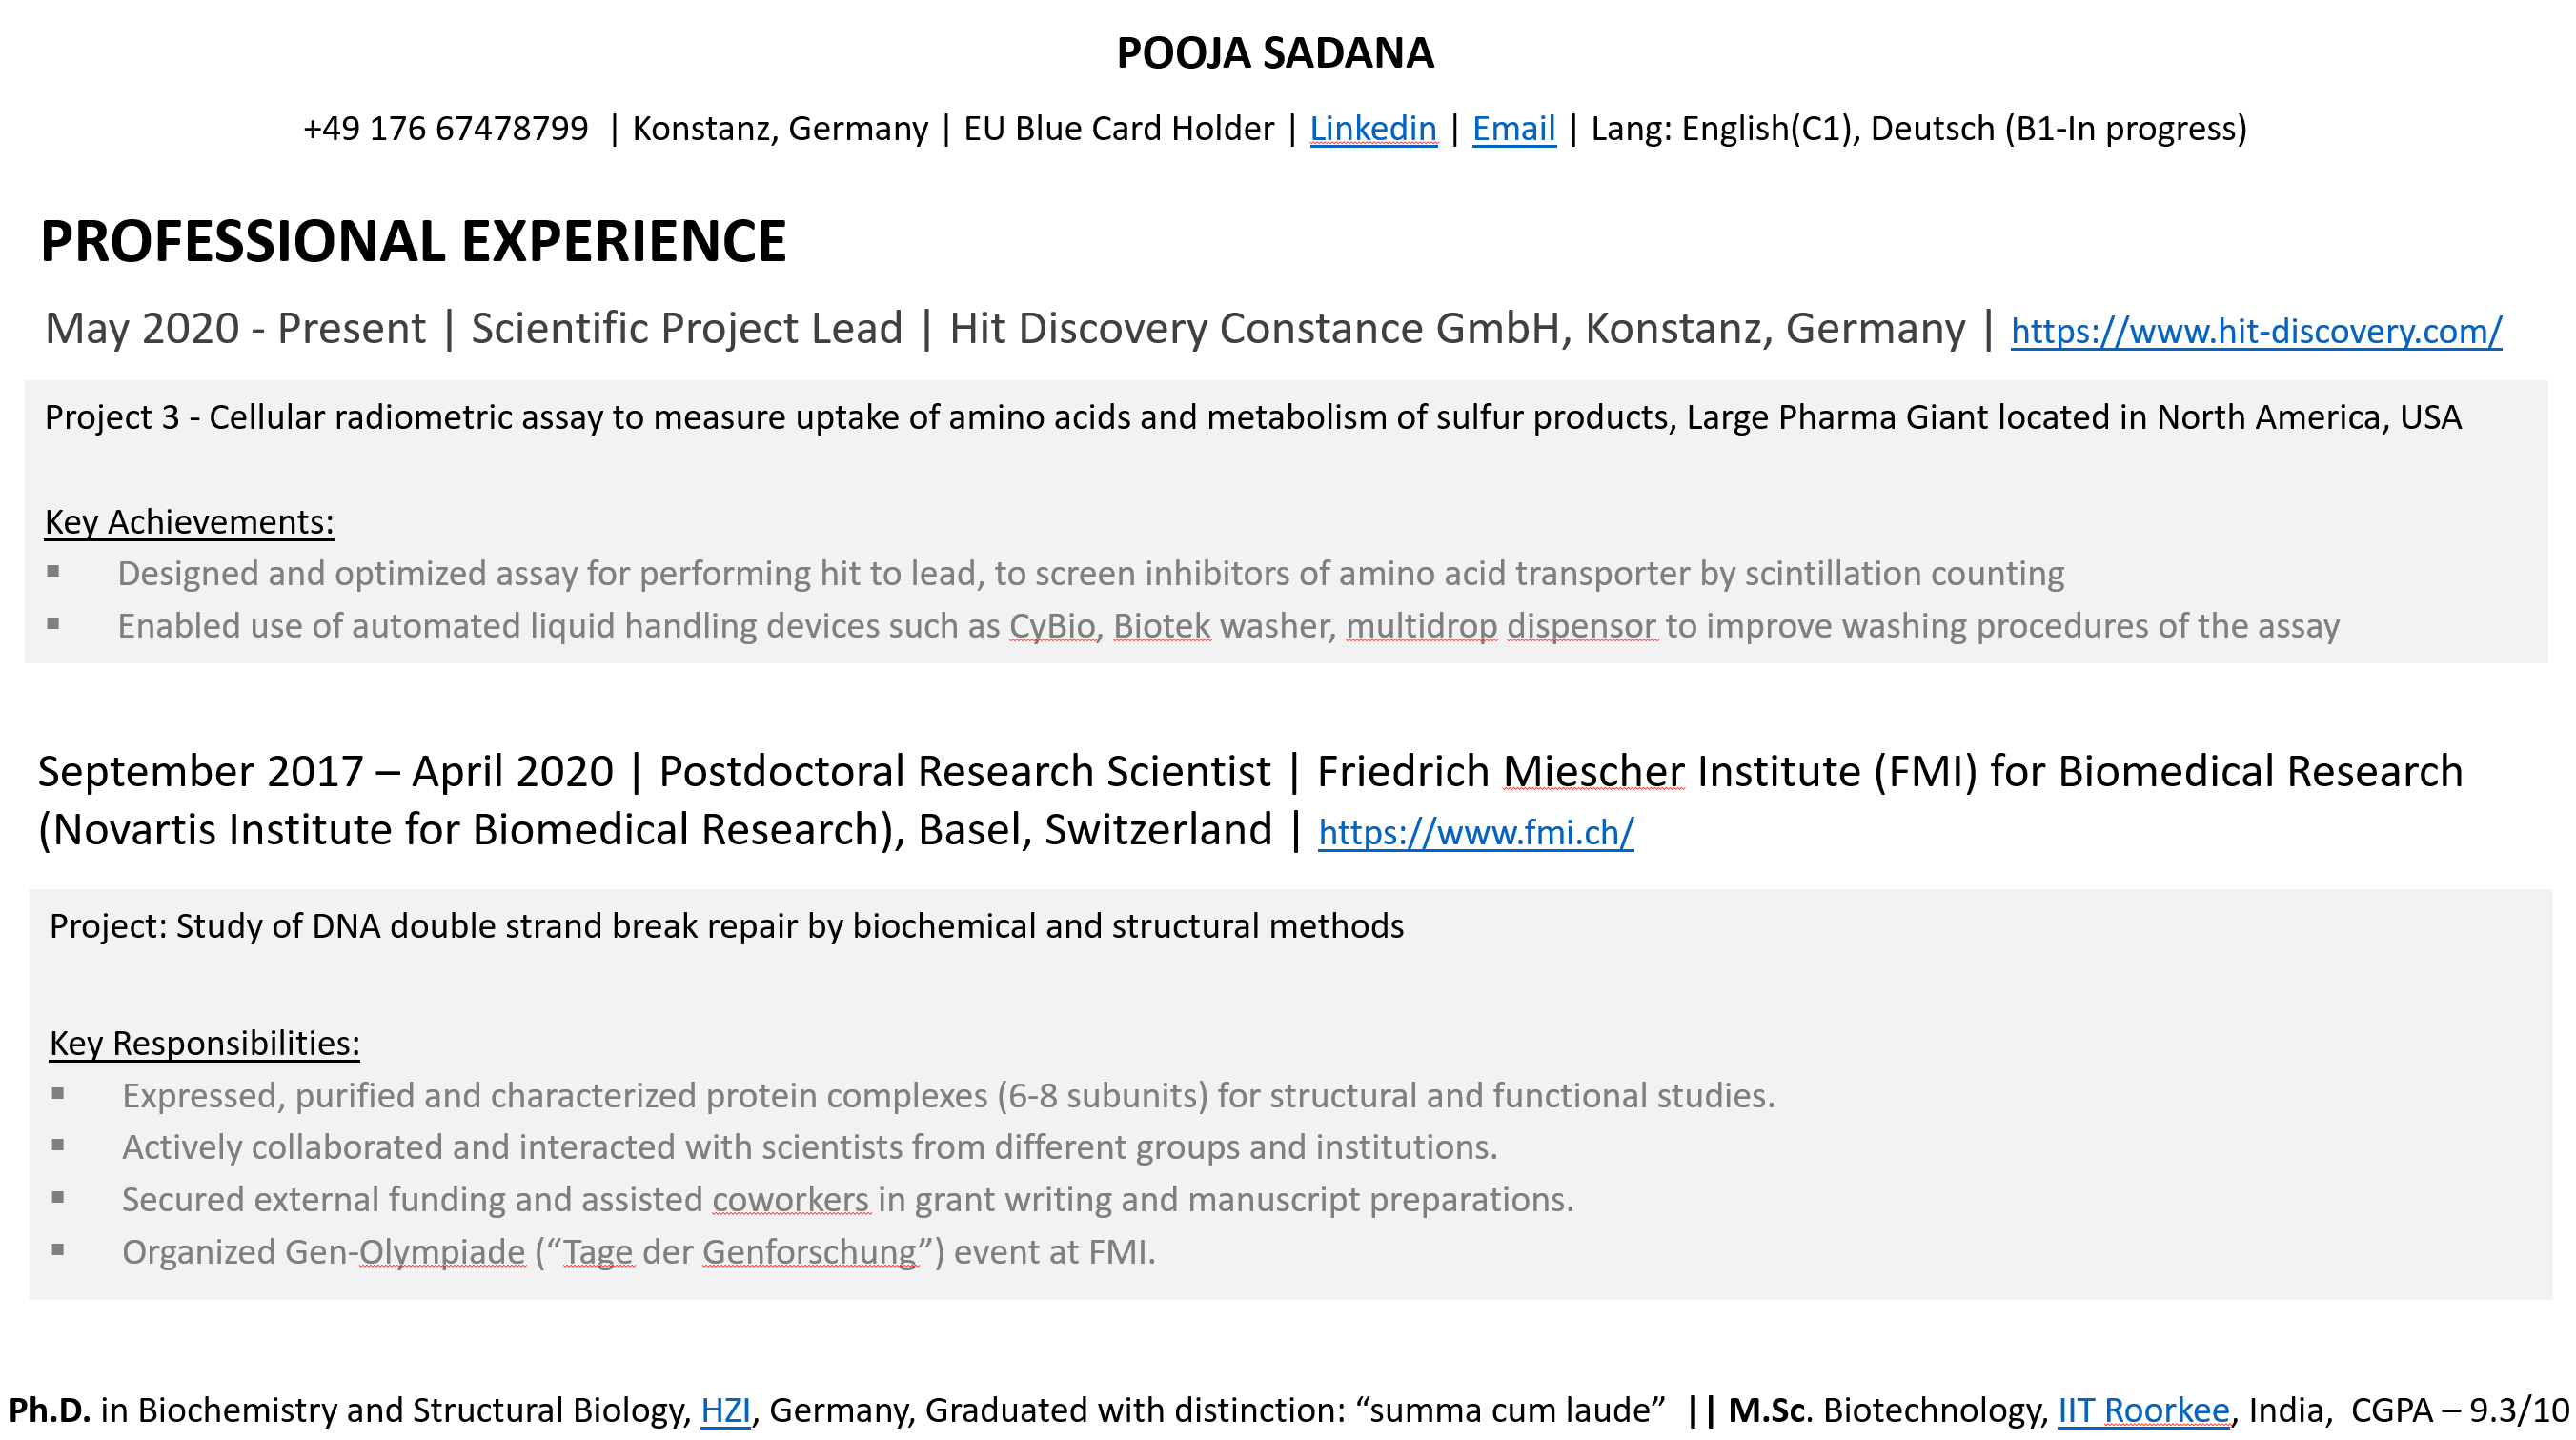 POOJA SADANA
+49 176 67478799 | Konstanz, Germany | EU Blue Card Holder | Linkedin | Email | Lang: English(C1), Deutsch (B1-In progress)
PROFESSIONAL EXPERIENCE
May 2020 - Present | Scientific Project Lead | Hit Discovery Constance GmbH, Konstanz, Germany | https://www.hit-discovery.com/
Project 3 - Cellular radiometric assay to measure uptake of amino acids and metabolism of sulfur products, Large Pharma Giant located in North America, USA
Key Achievements:
▪ Designed and optimized assay for performing hit to lead, to screen inhibitors of amino acid transporter by scintillation counting
▪ Enabled use of automated liquid handling devices such as CyBio, Biotek washer, multidrop dispensor to improve washing procedures of the assay
September 2017 – April 2020 | Postdoctoral Research Scientist | Friedrich Miescher Institute (FMI) for Biomedical Research
(Novartis Institute for Biomedical Research), Basel, Switzerland | https://www.fmi.ch/
Project: Study of DNA double strand break repair by biochemical and structural methods
Key Responsibilities:
▪ Expressed, purified and characterized protein complexes (6-8 subunits) for structural and functional studies.
▪ Actively collaborated and interacted with scientists from different groups and institutions.
▪ Secured external funding and assisted coworkers in grant writing and manuscript preparations.
▪ Organized Gen-Olympiade (“Tage der Genforschung”) event at FMI.
Ph.D. in Biochemistry and Structural Biology, HZI, Germany, Graduated with distinction: “summa cum laude” || M.Sc. Biotechnology, IIT Roorkee, India, CGPA – 9.3/10